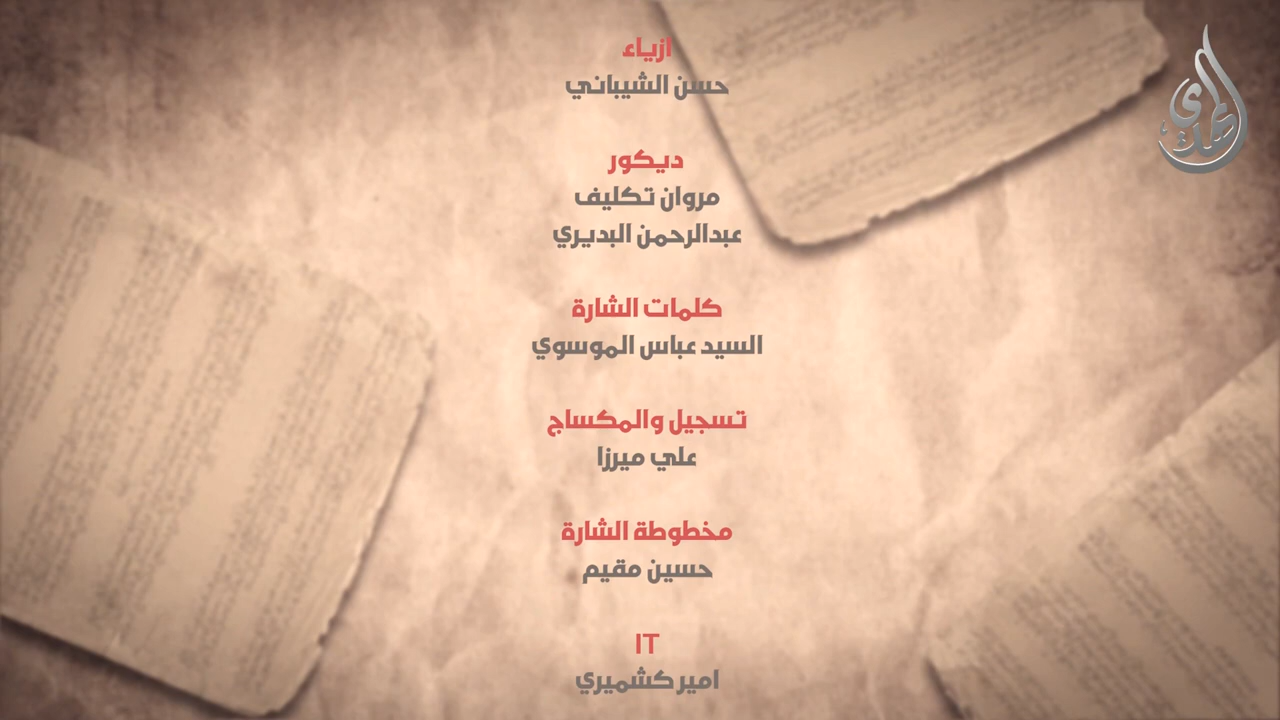 ازياء
حسن الشيباني
ديكور
مروان تكليف
عبدالرحمن البديري
كلمات الشارة
السيد عباس الموسوي
تسجيل والمكساج
علي ميرزا
مخطوطة الشارة
حسين مقيم
IT
امير كشميري